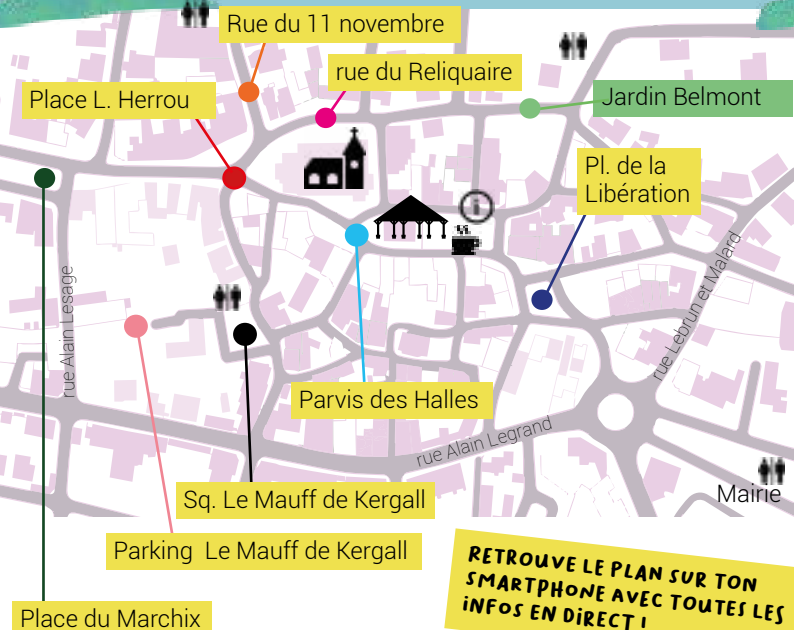 Rue du 11 novembre
rue du Reliquaire
Place L. Herrou
Jardin Belmont
Pl. de la
Libération
i
rue Alain Lesage
rue Lebrun et Malard
Parvis des Halles
rue Alain Legrand
Mairie
Sq. Le Mauff de Kergall
Parking Le Mauff de Kergall
Place du Marchix
RETROUVE LE PLAN SUR TON
SMARTPHONE AVEC TOUTES LES
iNFOS EN DiRECT !